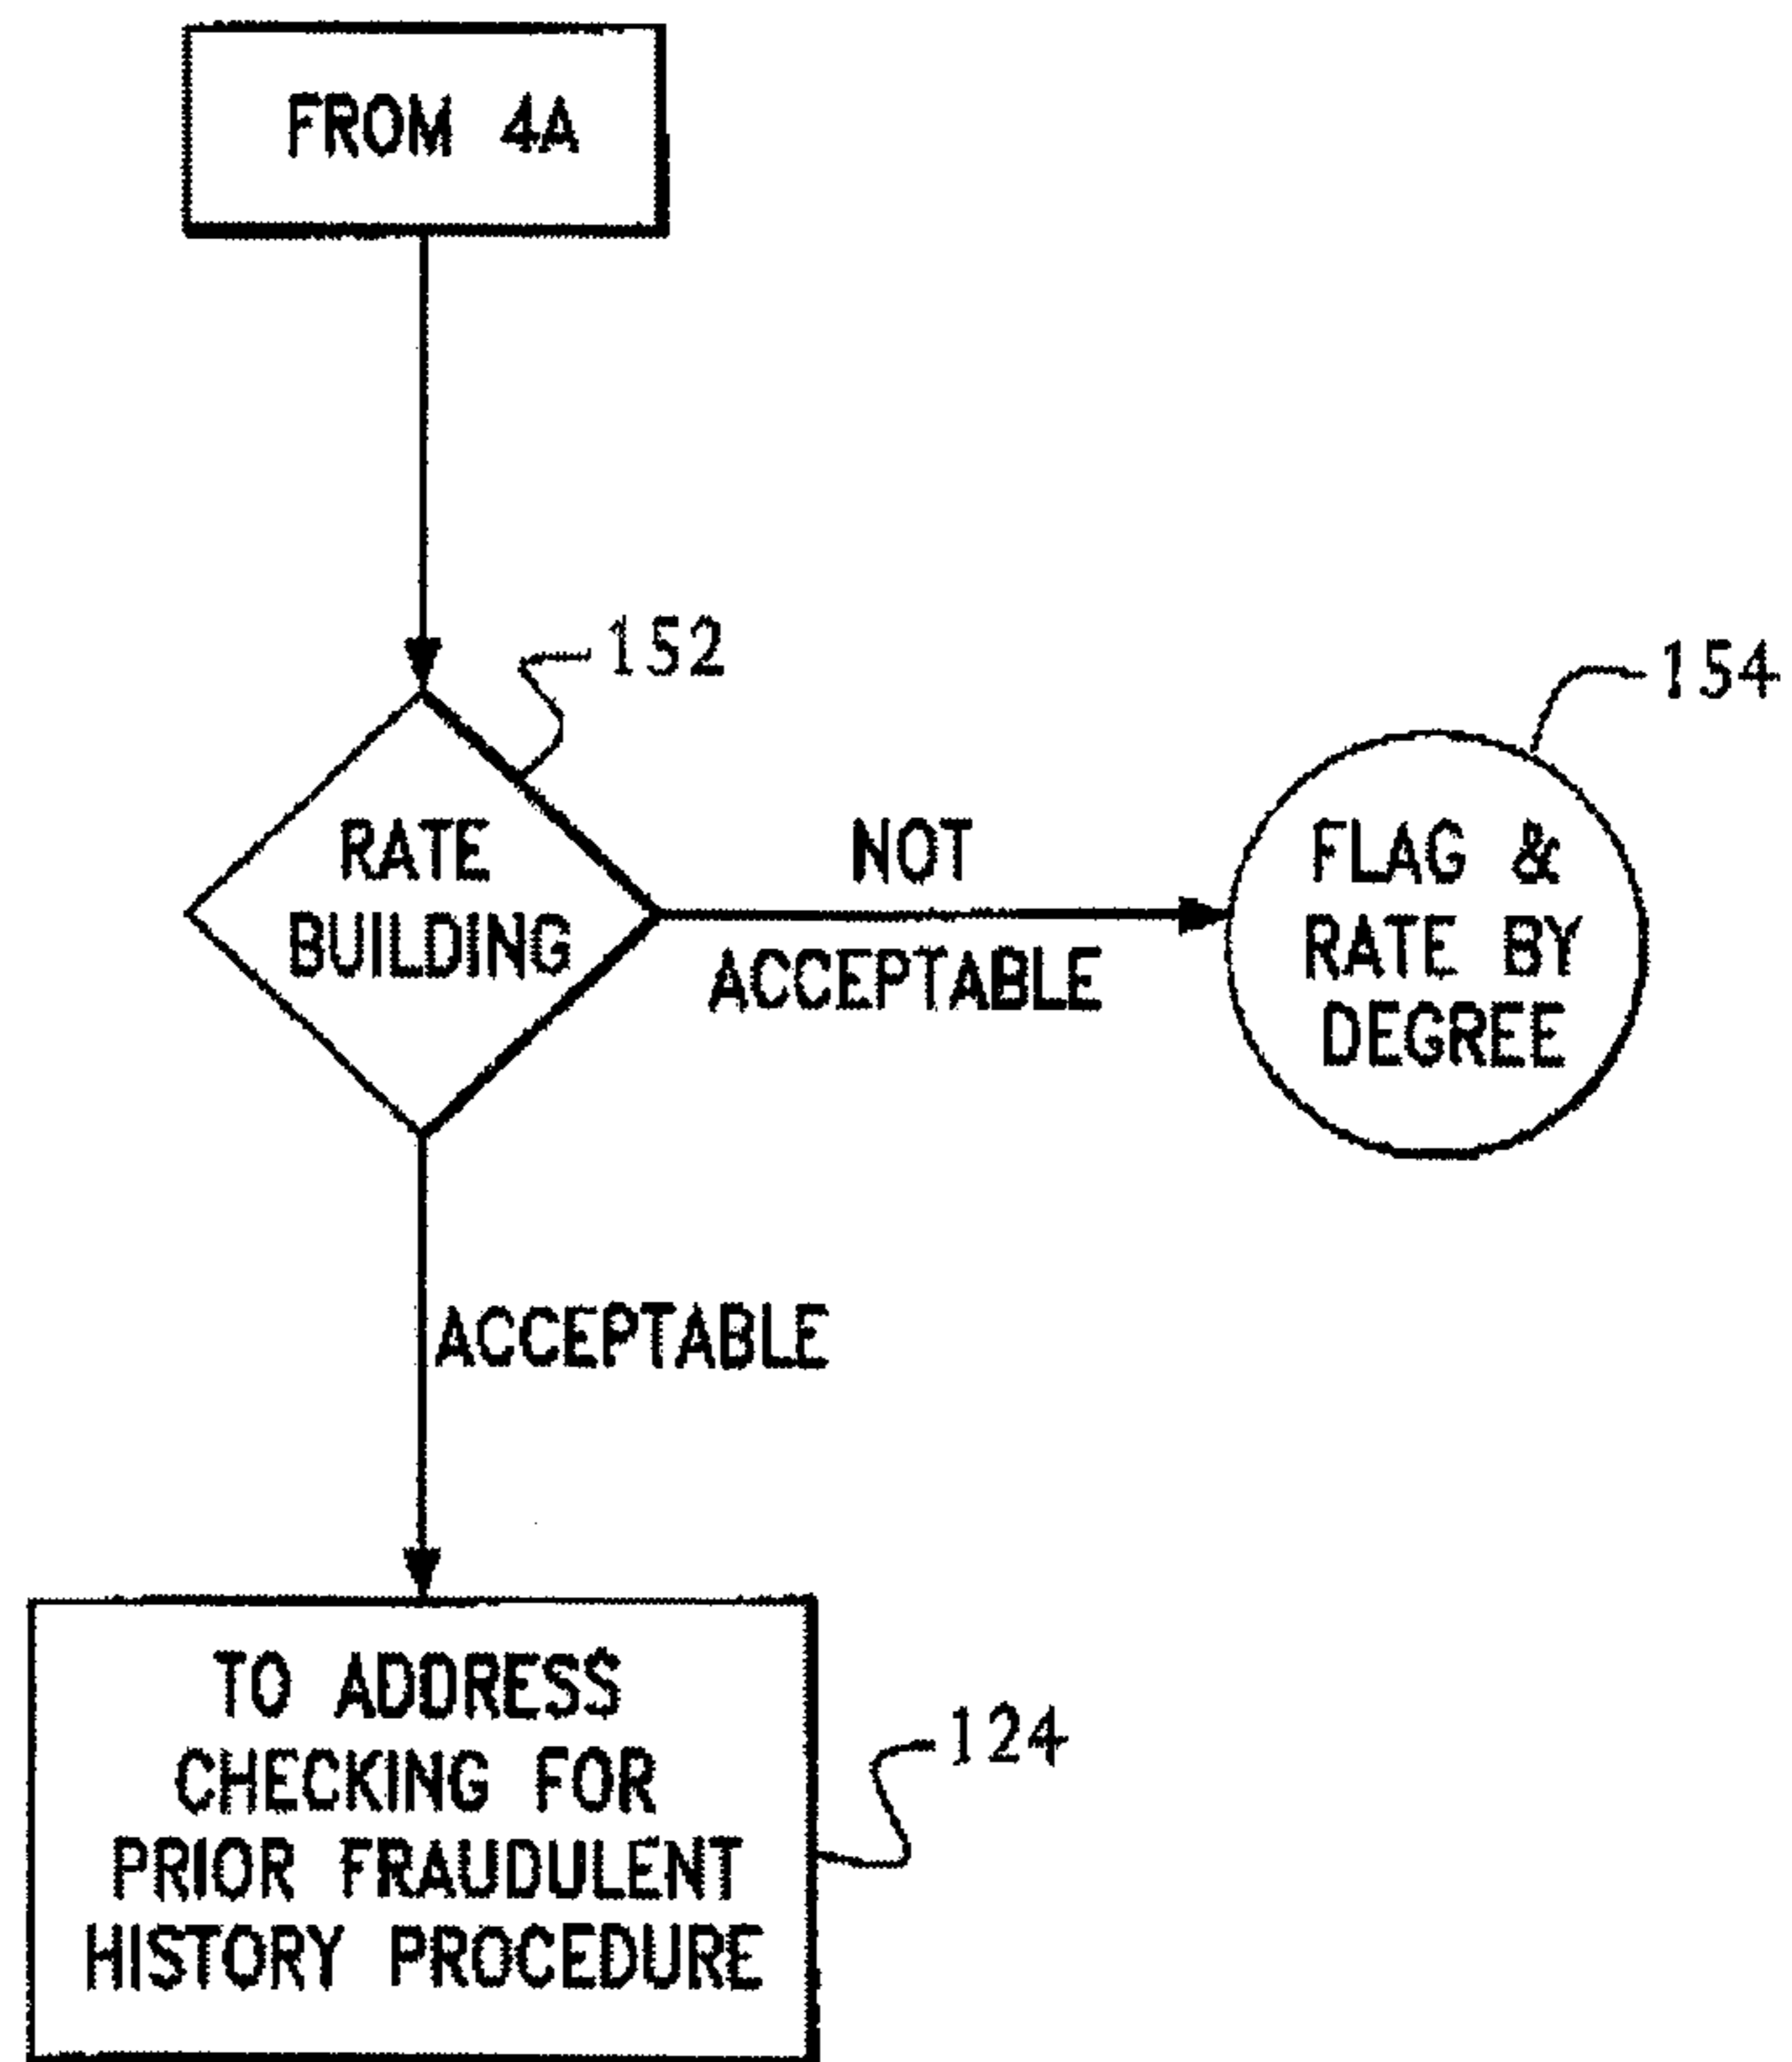 FROM 4A
152
154
RATE
BUILDING
NOT
ACCEPTABLE
FLAG &
RATE BY
DEGREE
ACCEPTABLE
TO ADDRESS
CHECKING FOR
PRIOR FRAUDULENT
HISTORY PROCEDURE
124